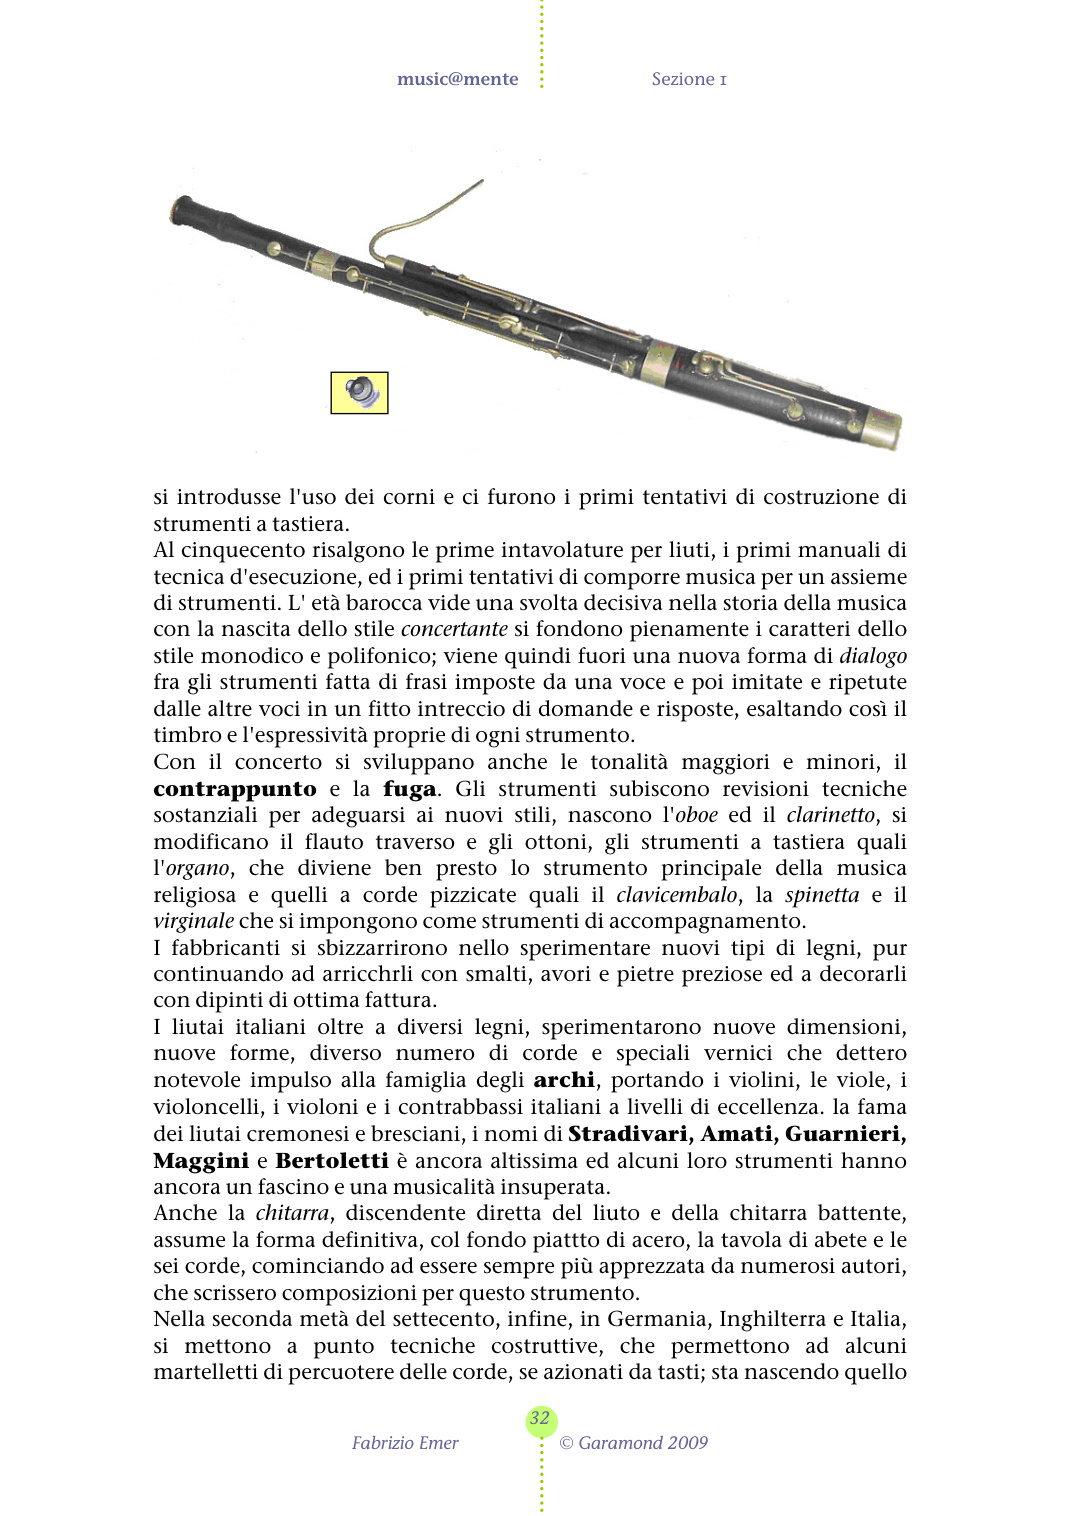 music@mente Sezione 1
si introdusse l'uso dei corni e ci furono i primi tentativi di costruzione di
strumenti a tastiera.
Al cinquecento risalgono le prime intavolature per liuti, i primi manuali di
tecnica d'esecuzione, ed i primi tentativi di comporre musica per un assieme
di strumenti. L' età barocca vide una svolta decisiva nella storia della musica
con la nascita dello stile concertante si fondono pienamente i caratteri dello
stile monodico e polifonico; viene quindi fuori una nuova forma di dialogo
fra gli strumenti fatta di frasi imposte da una voce e poi imitate e ripetute
dalle altre voci in un fitto intreccio di domande e risposte, esaltando così il
timbro e l'espressività proprie di ogni strumento.
Con il concerto si sviluppano anche le tonalità maggiori e minori, il
contrappunto e la fuga. Gli strumenti subiscono revisioni tecniche
sostanziali per adeguarsi ai nuovi stili, nascono l'oboe ed il clarinetto, si
modificano il flauto traverso e gli ottoni, gli strumenti a tastiera quali
l'organo, che diviene ben presto lo strumento principale della musica
religiosa e quelli a corde pizzicate quali il clavicembalo, la spinetta e il
virginale che si impongono come strumenti di accompagnamento.
I fabbricanti si sbizzarrirono nello sperimentare nuovi tipi di legni, pur
continuando ad arricchrli con smalti, avori e pietre preziose ed a decorarli
con dipinti di ottima fattura.
I liutai italiani oltre a diversi legni, sperimentarono nuove dimensioni,
nuove forme, diverso numero di corde e speciali vernici che dettero
notevole impulso alla famiglia degli archi, portando i violini, le viole, i
violoncelli, i violoni e i contrabbassi italiani a livelli di eccellenza. la fama
dei liutai cremonesi e bresciani, i nomi di Stradivari, Amati, Guarnieri,
Maggini e Bertoletti è ancora altissima ed alcuni loro strumenti hanno
ancora un fascino e una musicalità insuperata.
Anche la chitarra, discendente diretta del liuto e della chitarra battente,
assume la forma definitiva, col fondo piattto di acero, la tavola di abete e le
sei corde, cominciando ad essere sempre più apprezzata da numerosi autori,
che scrissero composizioni per questo strumento.
Nella seconda metà del settecento, infine, in Germania, Inghilterra e Italia,
si mettono a punto tecniche costruttive, che permettono ad alcuni
martelletti di percuotere delle corde, se azionati da tasti; sta nascendo quello
32
Fabrizio Emer © Garamond 2009